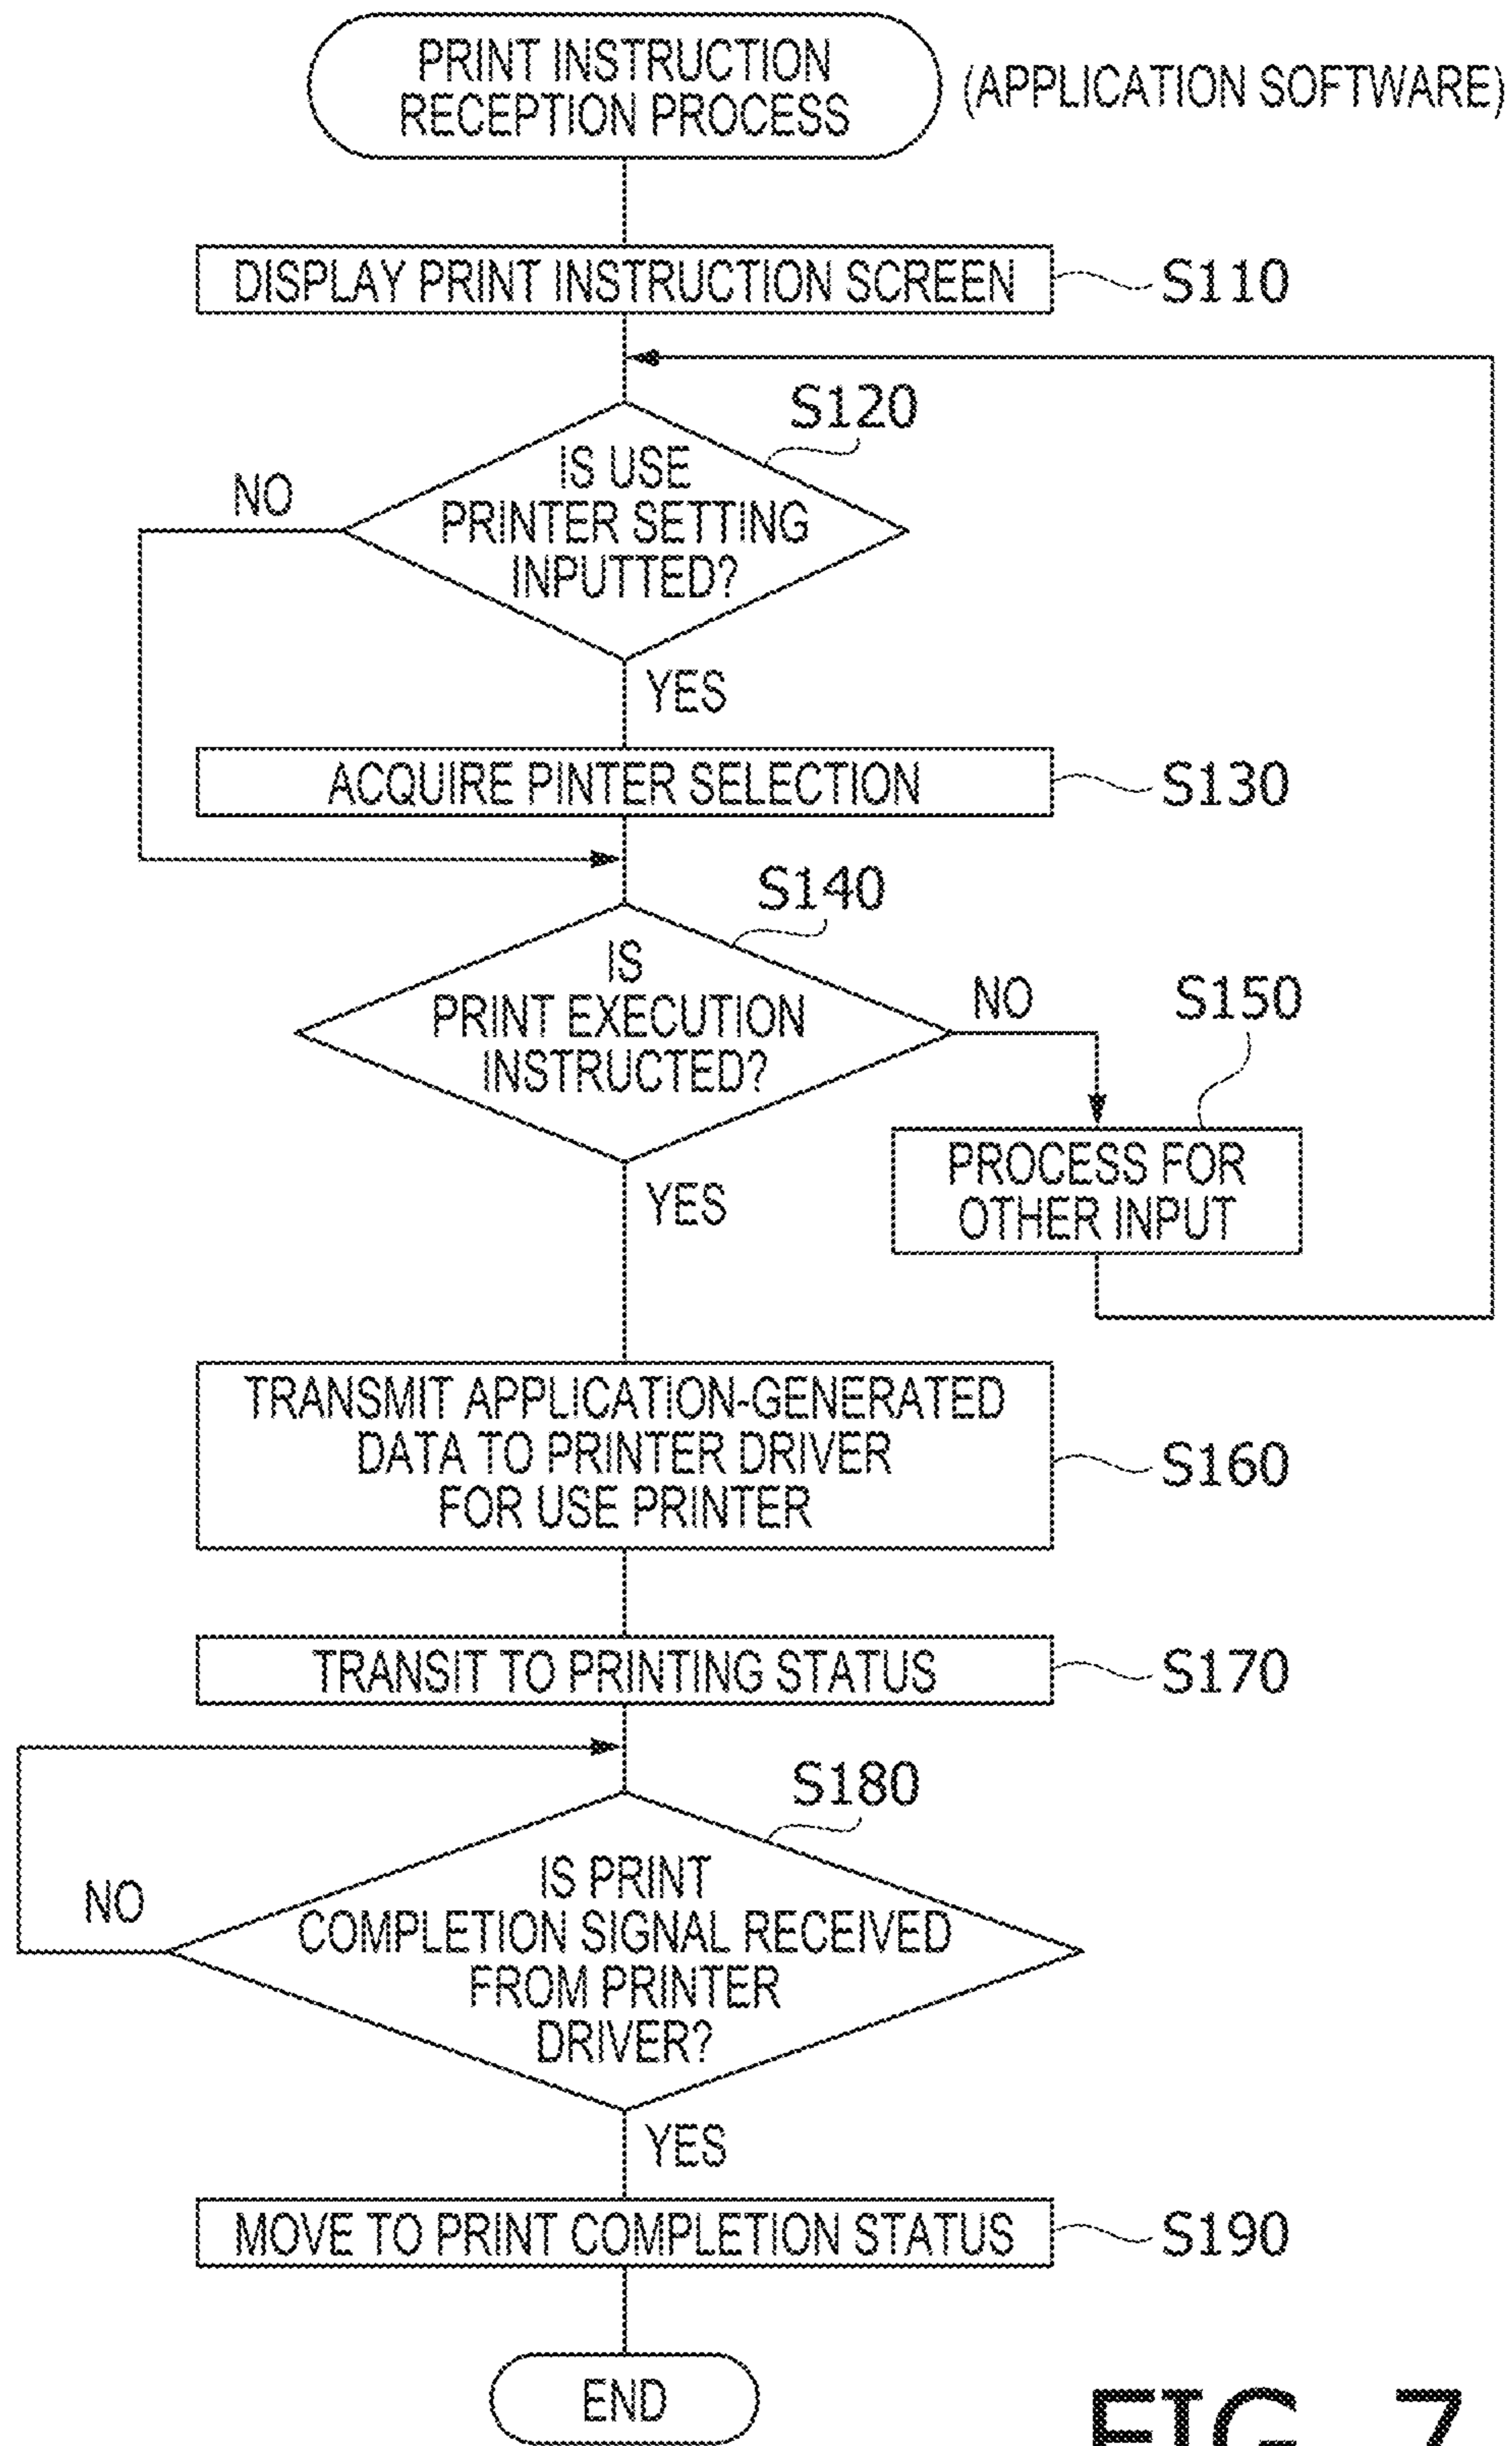 PRINT INSTRUCTION
RECEPTION PROCESS
(APPLICATION SOFTWARE)
DISPLAY PRINT INSTRUCTION SCREEN
S110
S120
IS USE
PRINTER SETTING
INPUTTED?
NO
YES
ACQUIRE PINTER SELECTION
S130
S140
IS
PRINT EXECUTION
INSTRUCTED?
NO
S150
YES
PROCESS FOR
OTHER INPUT
TRANSMIT APPLICATION-GENERATED
DATA TO PRINTER DRIVER
FOR USE PRINTER
S160
TRANSIT TO PRINTING STATUS
S170
S180
IS PRINT
COMPLETION SIGNAL RECEIVED
FROM PRINTER
DRIVER?
NO
YES
MOVE TO PRINT COMPLETION STATUS
S190
END
FIG. 7